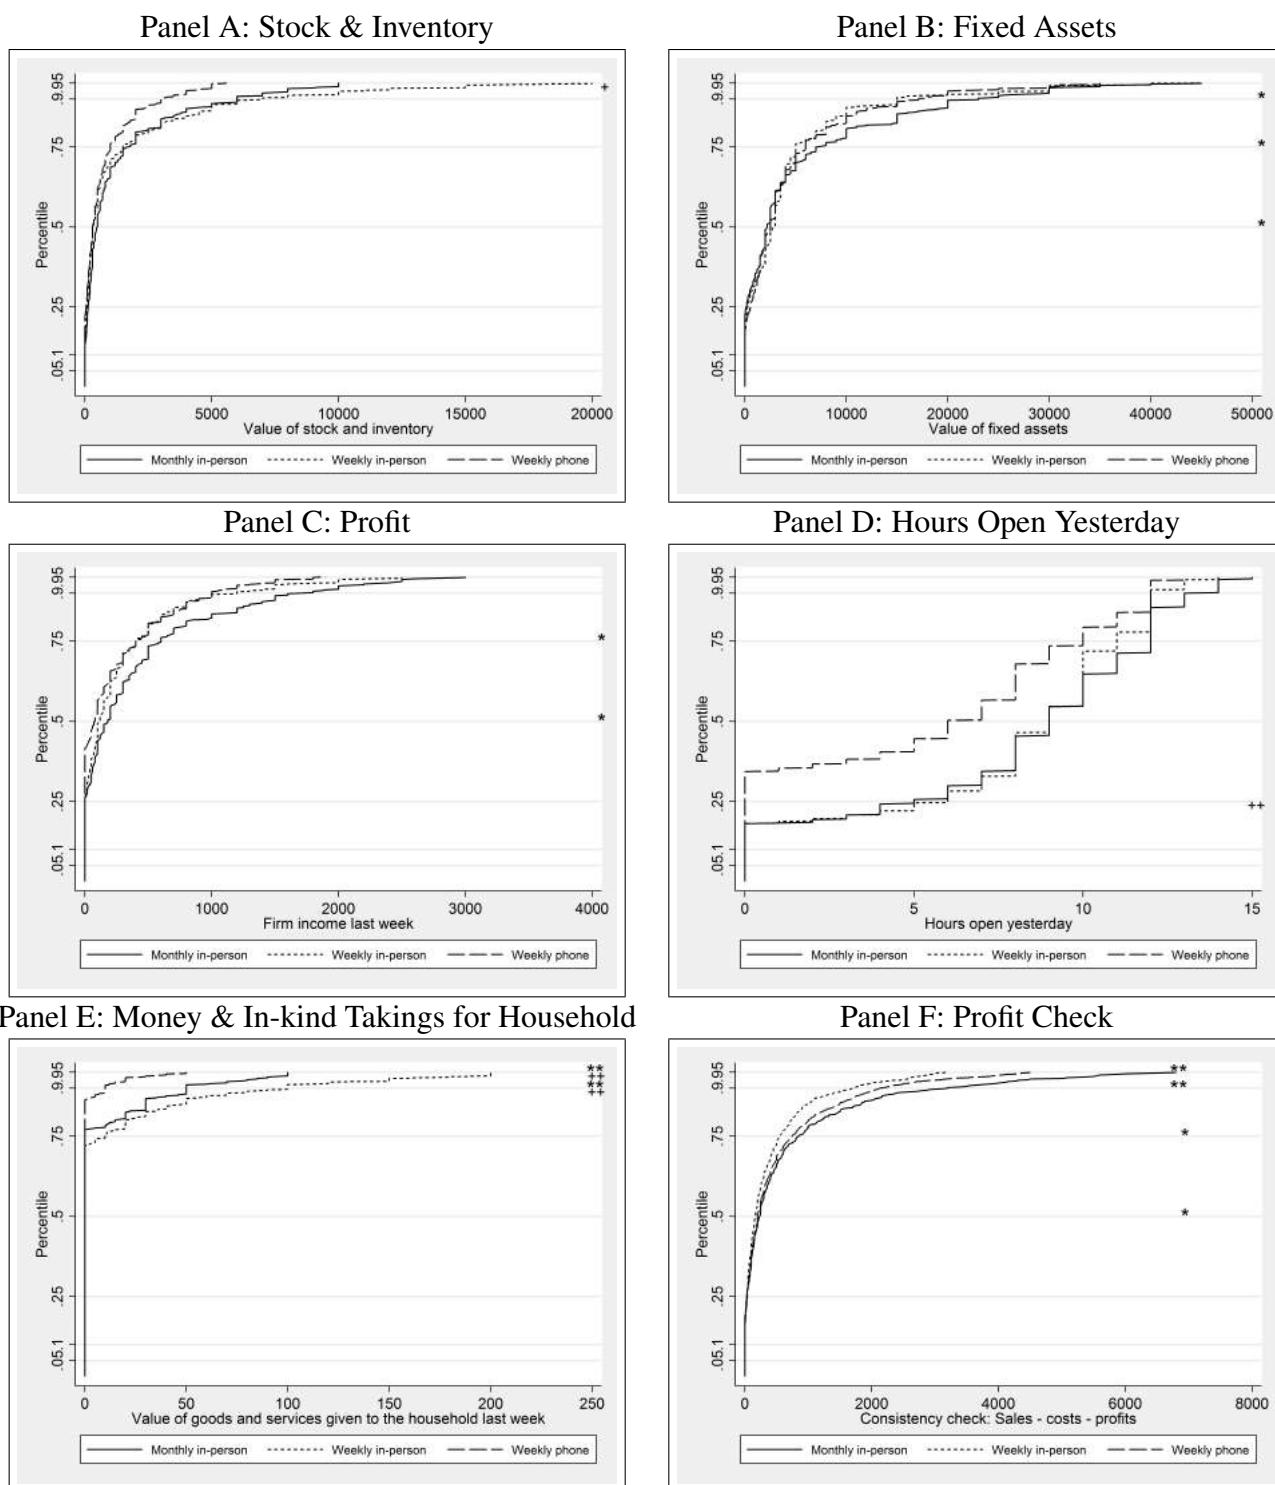 Panel A: Stock & Inventory
Percentile
.05.1 .25 .5 .75 .9.95
+
0 5000 10000 15000 20000
Value of stock and inventory
Monthly in-person Weekly in-person Weekly phone
Panel B: Fixed Assets
Percentile
.05.1 .25 .5 .75 .9.95
*
*
*
0 10000 20000 30000 40000 50000
Value of fixed assets
Monthly in-person Weekly in-person Weekly phone
Panel C: Profit
Percentile
.05.1 .25 .5 .75 .9.95
*
*
0 1000 2000 3000 4000
Firm income last week
Monthly in-person Weekly in-person Weekly phone
Panel D: Hours Open Yesterday
Percentile
.05.1 .25 .5 .75 .9.95
++
0 5 10 15
Hours open yesterday
Monthly in-person Weekly in-person Weekly phone
Panel E: Money & In-kind Takings for Household
Percentile
.05.1 .25 .5 .75 .9.95
**
++
**
++
0 50 100 150 200 250
Value of goods and services given to the household last week
Monthly in-person Weekly in-person Weekly phone
Panel F: Profit Check
Percentile
.05.1 .25 .5 .75 .9.95
**
**
*
*
0 2000 4000 6000 8000
Consistency check: Sales - costs - profits
Monthly in-person Weekly in-person Weekly phone